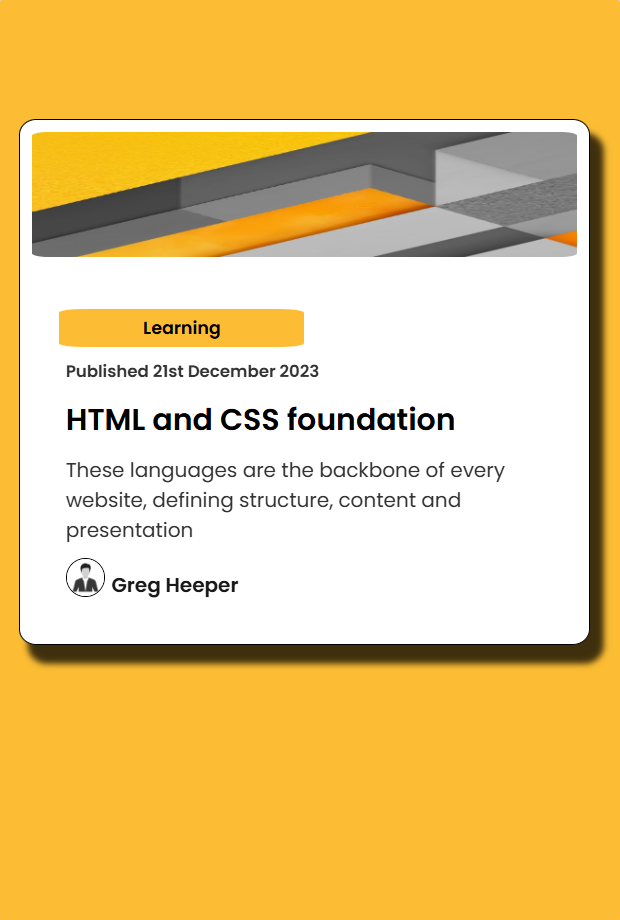 Learning
Published 21st December 2023
HTML and CSS foundation
These languages are the backbone of every
website, defining structure, content and
presentation
Greg Heeper